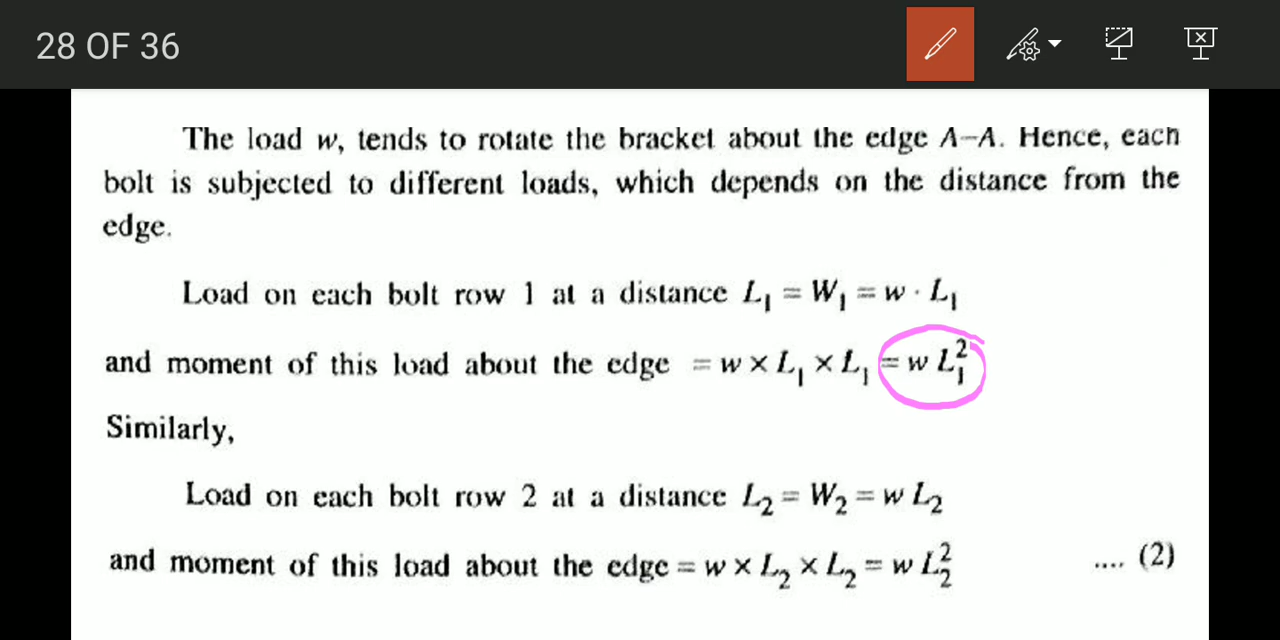 28 OF 36
The load w, tends to rotate the bracket about the edge A–A. Hence, each
bolt is subjected to different loads, which depends on the distance from the
edge.
Load on each bolt row 1 at a distance L₁ = W₁ = w · L₁
and moment of this load about the edge = w × L₁ × L₁ = w L₁²
Similarly,
Load on each bolt row 2 at a distance L₂ = W₂ = w L₂
and moment of this load about the edge = w × L₂ × L₂ = w L₂² .... (2)